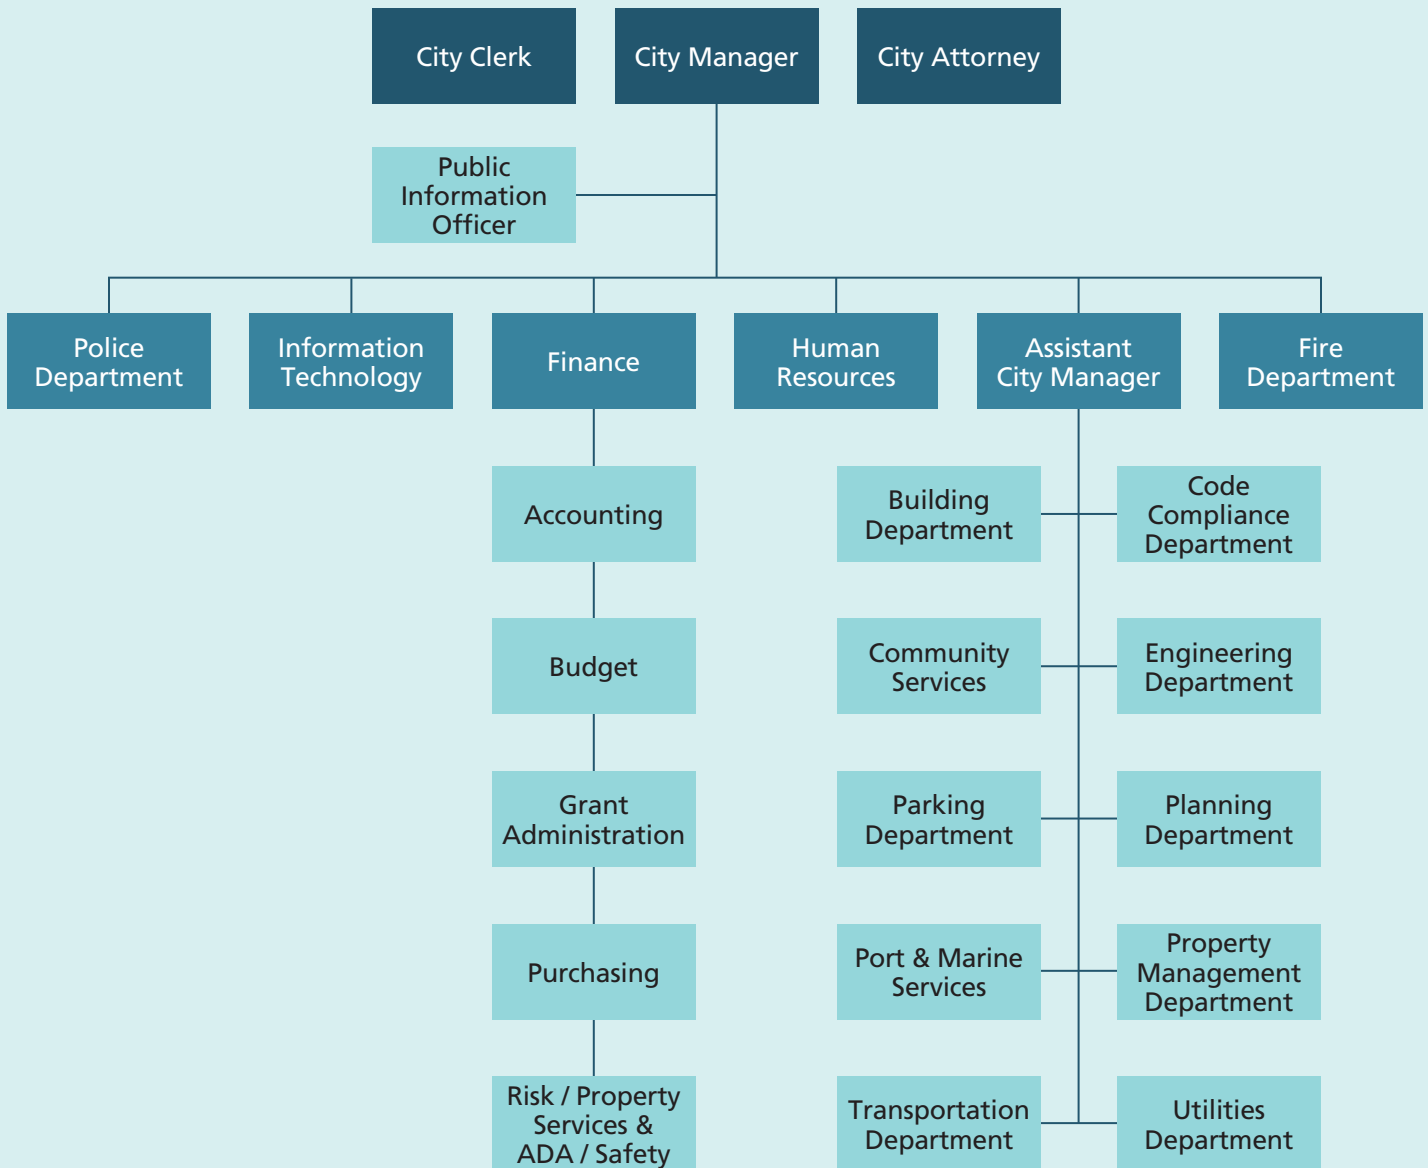 City Clerk
City Manager
City Attorney
Public
Information
Officer
Police
Department
Information
Technology
Finance
Human
Resources
Assistant
City Manager
Fire
Department
Accounting
Building
Department
Code
Compliance
Department
Budget
Community
Services
Engineering
Department
Grant
Administration
Parking
Department
Planning
Department
Purchasing
Port & Marine
Services
Property
Management
Department
Risk / Property
Services &
ADA / Safety
Transportation
Department
Utilities
Department